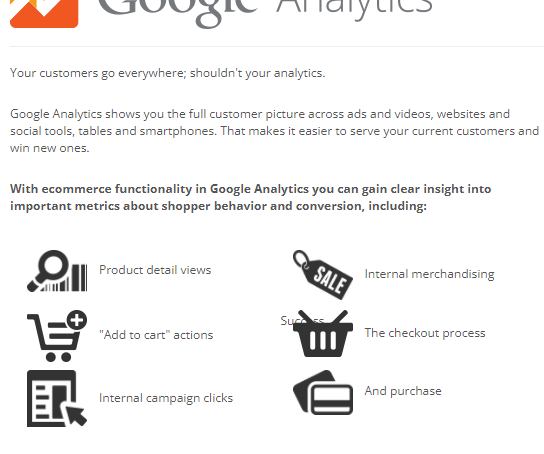 Google Analytics
Your customers go everywhere; shouldn't your analytics.
Google Analytics shows you the full customer picture across ads and videos, websites and
social tools, tables and smartphones. That makes it easier to serve your current customers and
win new ones.
With ecommerce functionality in Google Analytics you can gain clear insight into
important metrics about shopper behavior and conversion, including:
Product detail views
SALE
Internal merchandising
Success
"Add to cart" actions
The checkout process
Internal campaign clicks
And purchase